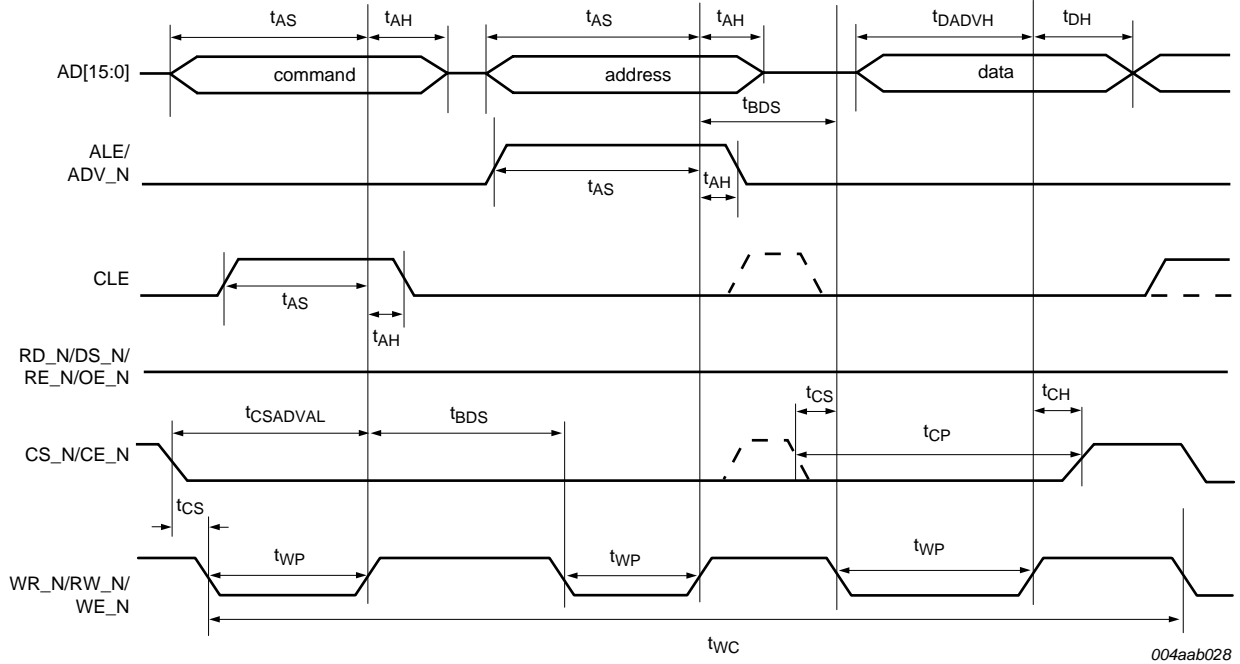 tAS tAH tAS tAH tDADVH tDH
AD[15:0] command address data
tBDS
ALE/
ADV_N
tAS tAH
CLE
tAS
tAH
RD_N/DS_N/
RE_N/OE_N
tCSADVAL tBDS tCS tCH
tCP
CS_N/CE_N
tCS
tWP tWP tWP
WR_N/RW_N/
WE_N
tWC
004aab028